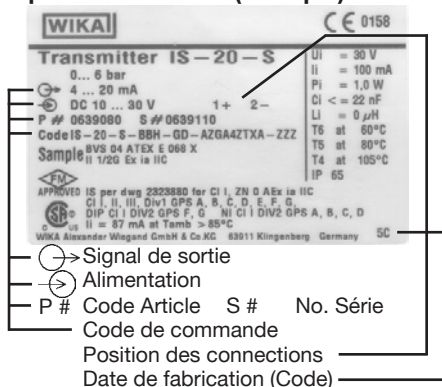 WIKA CE 0158
Transmitter IS-20-S
0... 6 bar
4 ... 20 mA
DC 10 ... 30 V 1+ 2-
P # 0639080 S # 0639110
Code IS-20-S-BBH-GD-AZGA4ZTXA-ZZZ
Sample BVS 04 ATEX E 068 X
II 1/2G Ex ia IIC
Ui = 30 V
Ii = 100 mA
Pi = 1,0 W
Ci <= 22 nF
Li = 0 µH
T6 at 60°C
T5 at 80°C
T4 at 105°C
IP 65
FM
APPROVED IS per dwg 2323880 for Cl I, ZN 0 AEx ia IIC
Cl I, II, III, Div1 GPS A, B, C, D, E, F, G,
DIP Cl I DIV2 GPS F, G NI Cl I DIV2 GPS A, B, C, D
Ii = 87 mA at Tamb > 85°C
WIKA Alexander Wiegand GmbH & Co.KG 63911 Klingenberg Germany 5C
Signal de sortie
Alimentation
P # Code Article S # No. Série
Code de commande
Position des connections
Date de fabrication (Code)